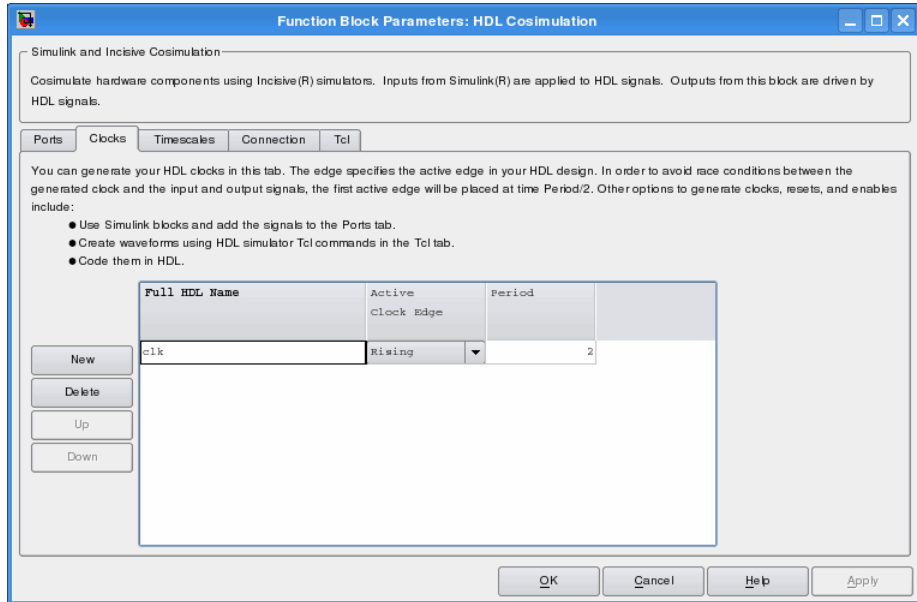 Function Block Parameters: HDL Cosimulation
Simulink and Incisive Cosimulation
Cosimulate hardware components using Incisive(R) simulators. Inputs from Simulink(R) are applied to HDL signals. Outputs from this block are driven by
HDL signals.
Ports Clocks Timescales Connection Tcl
You can generate your HDL clocks in this tab. The edge specifies the active edge in your HDL design. In order to avoid race conditions between the
generated clock and the input and output signals, the first active edge will be placed at time Period/2. Other options to generate clocks, resets, and enables
include:
● Use Simulink blocks and add the signals to the Ports tab.
● Create waveforms using HDL simulator Tcl commands in the Tcl tab.
● Code them in HDL.
Full HDL Name Active Period
Clock Edge
clk Rising 2
New
Delete
Up
Down
OK Cancel Help Apply